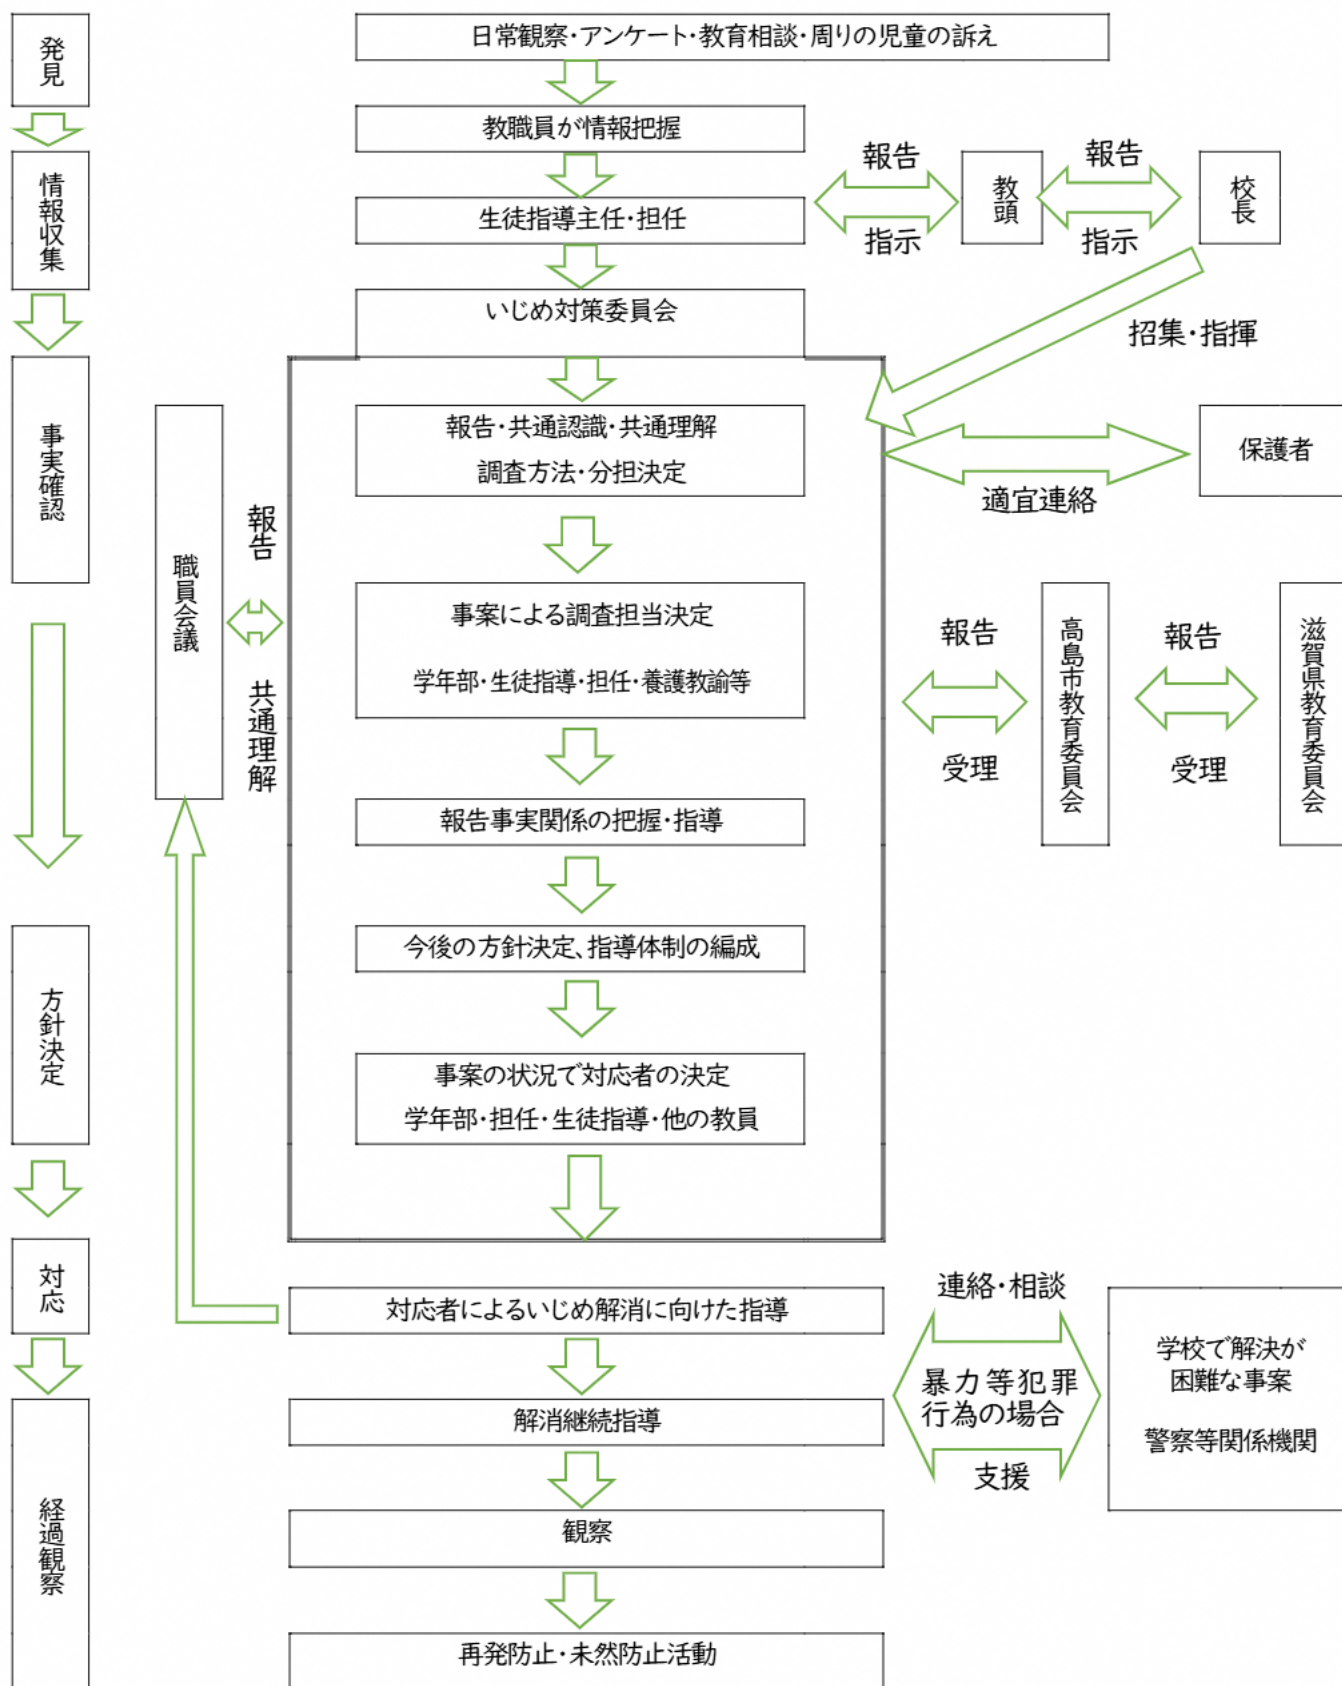 発見
情報収集
事実確認
方針決定
対応
経過観察
日常観察・アンケート・教育相談・周りの児童の訴え
教職員が情報把握
生徒指導主任・担任
報告
指示
教頭
報告
指示
校長
いじめ対策委員会
招集・指揮
報告・共通認識・共通理解
調査方法・分担決定
適宜連絡
保護者
職員会議
報告
共通理解
事案による調査担当決定
学年部・生徒指導・担任・養護教諭等
報告
受理
高島市教育委員会
報告
受理
滋賀県教育委員会
報告事実関係の把握・指導
今後の方針決定、指導体制の編成
事案の状況で対応者の決定
学年部・担任・生徒指導・他の教員
対応者によるいじめ解消に向けた指導
連絡・相談
暴力等犯罪
行為の場合
支援
学校で解決が
困難な事案
警察等関係機関
解消継続指導
観察
再発防止・未然防止活動